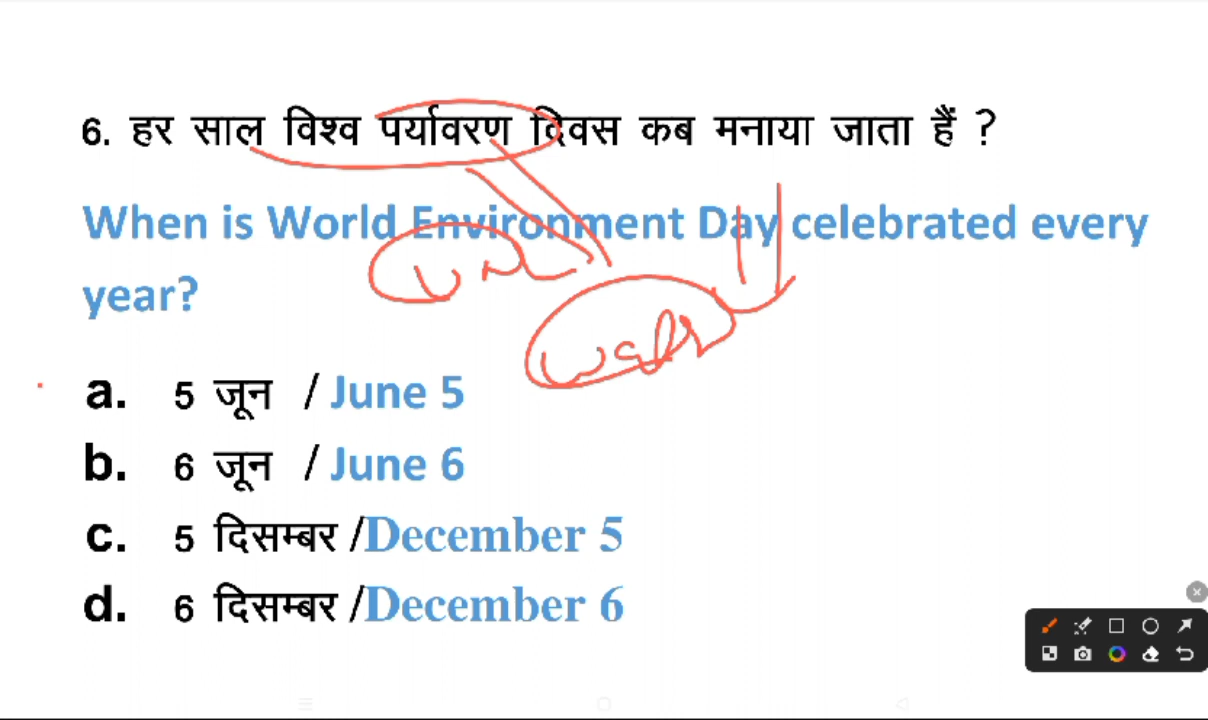 6. हर साल विश्व पर्यावरण दिवस कब मनाया जाता हैं ?
When is World Environment Day celebrated every
year?
a. 5 जून / June 5
b. 6 जून / June 6
c. 5 दिसम्बर /December 5
d. 6 दिसम्बर /December 6